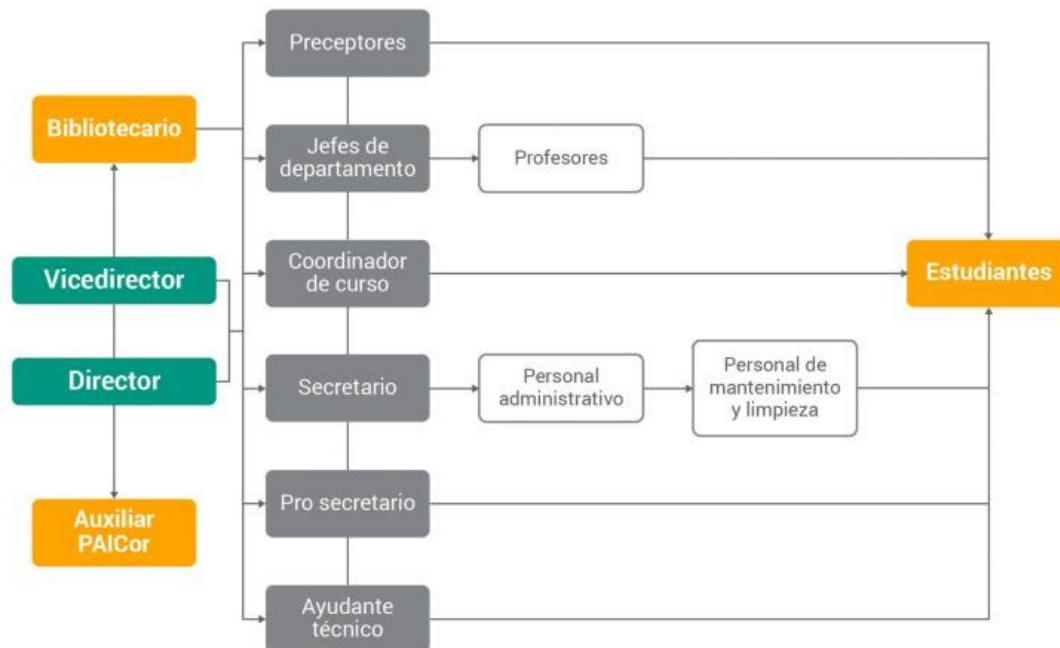 Preceptores
Bibliotecario
Jefes de
departamento
Profesores
Vicedirector
Coordinador
de curso
Estudiantes
Director
Secretario
Personal
administrativo
Personal de
mantenimiento
y limpieza
Auxiliar
PAICor
Pro secretario
Ayudante
técnico